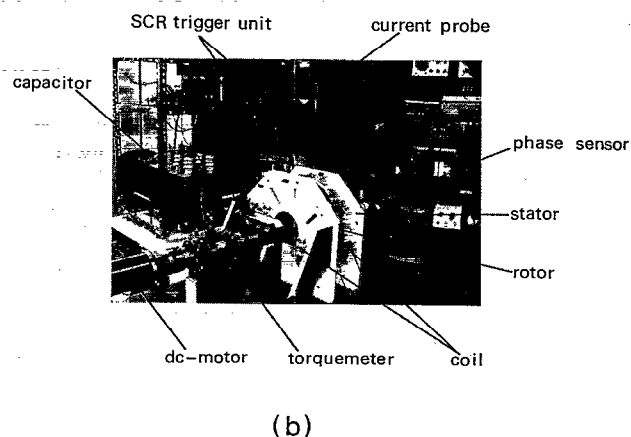 SCR trigger unit
current probe
capacitor
phase sensor
stator
rotor
dc-motor
torquemeter
coil
(b)